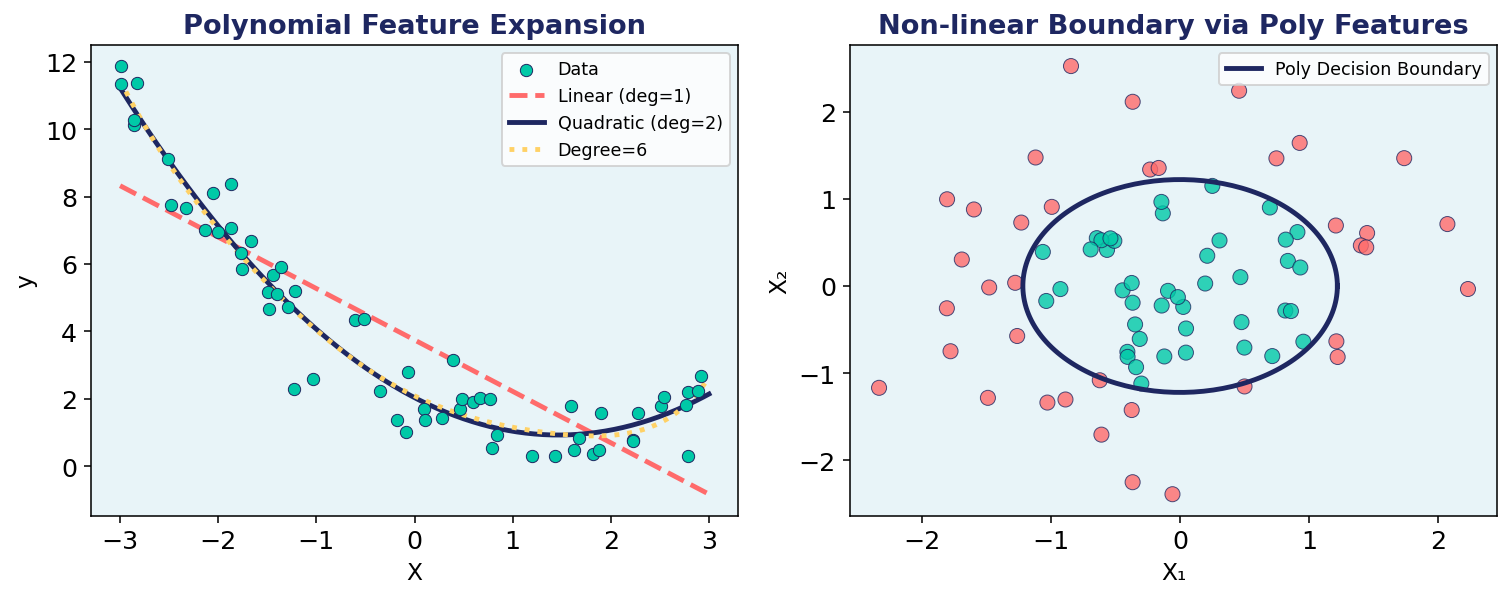 Polynomial Feature Expansion
12
10
8
6
4
2
0
y
−3 −2 −1 0 1 2 3
X
Data
Linear (deg=1)
Quadratic (deg=2)
Degree=6
Non-linear Boundary via Poly Features
2
1
0
−1
−2
X₂
−2 −1 0 1 2
X₁
Poly Decision Boundary